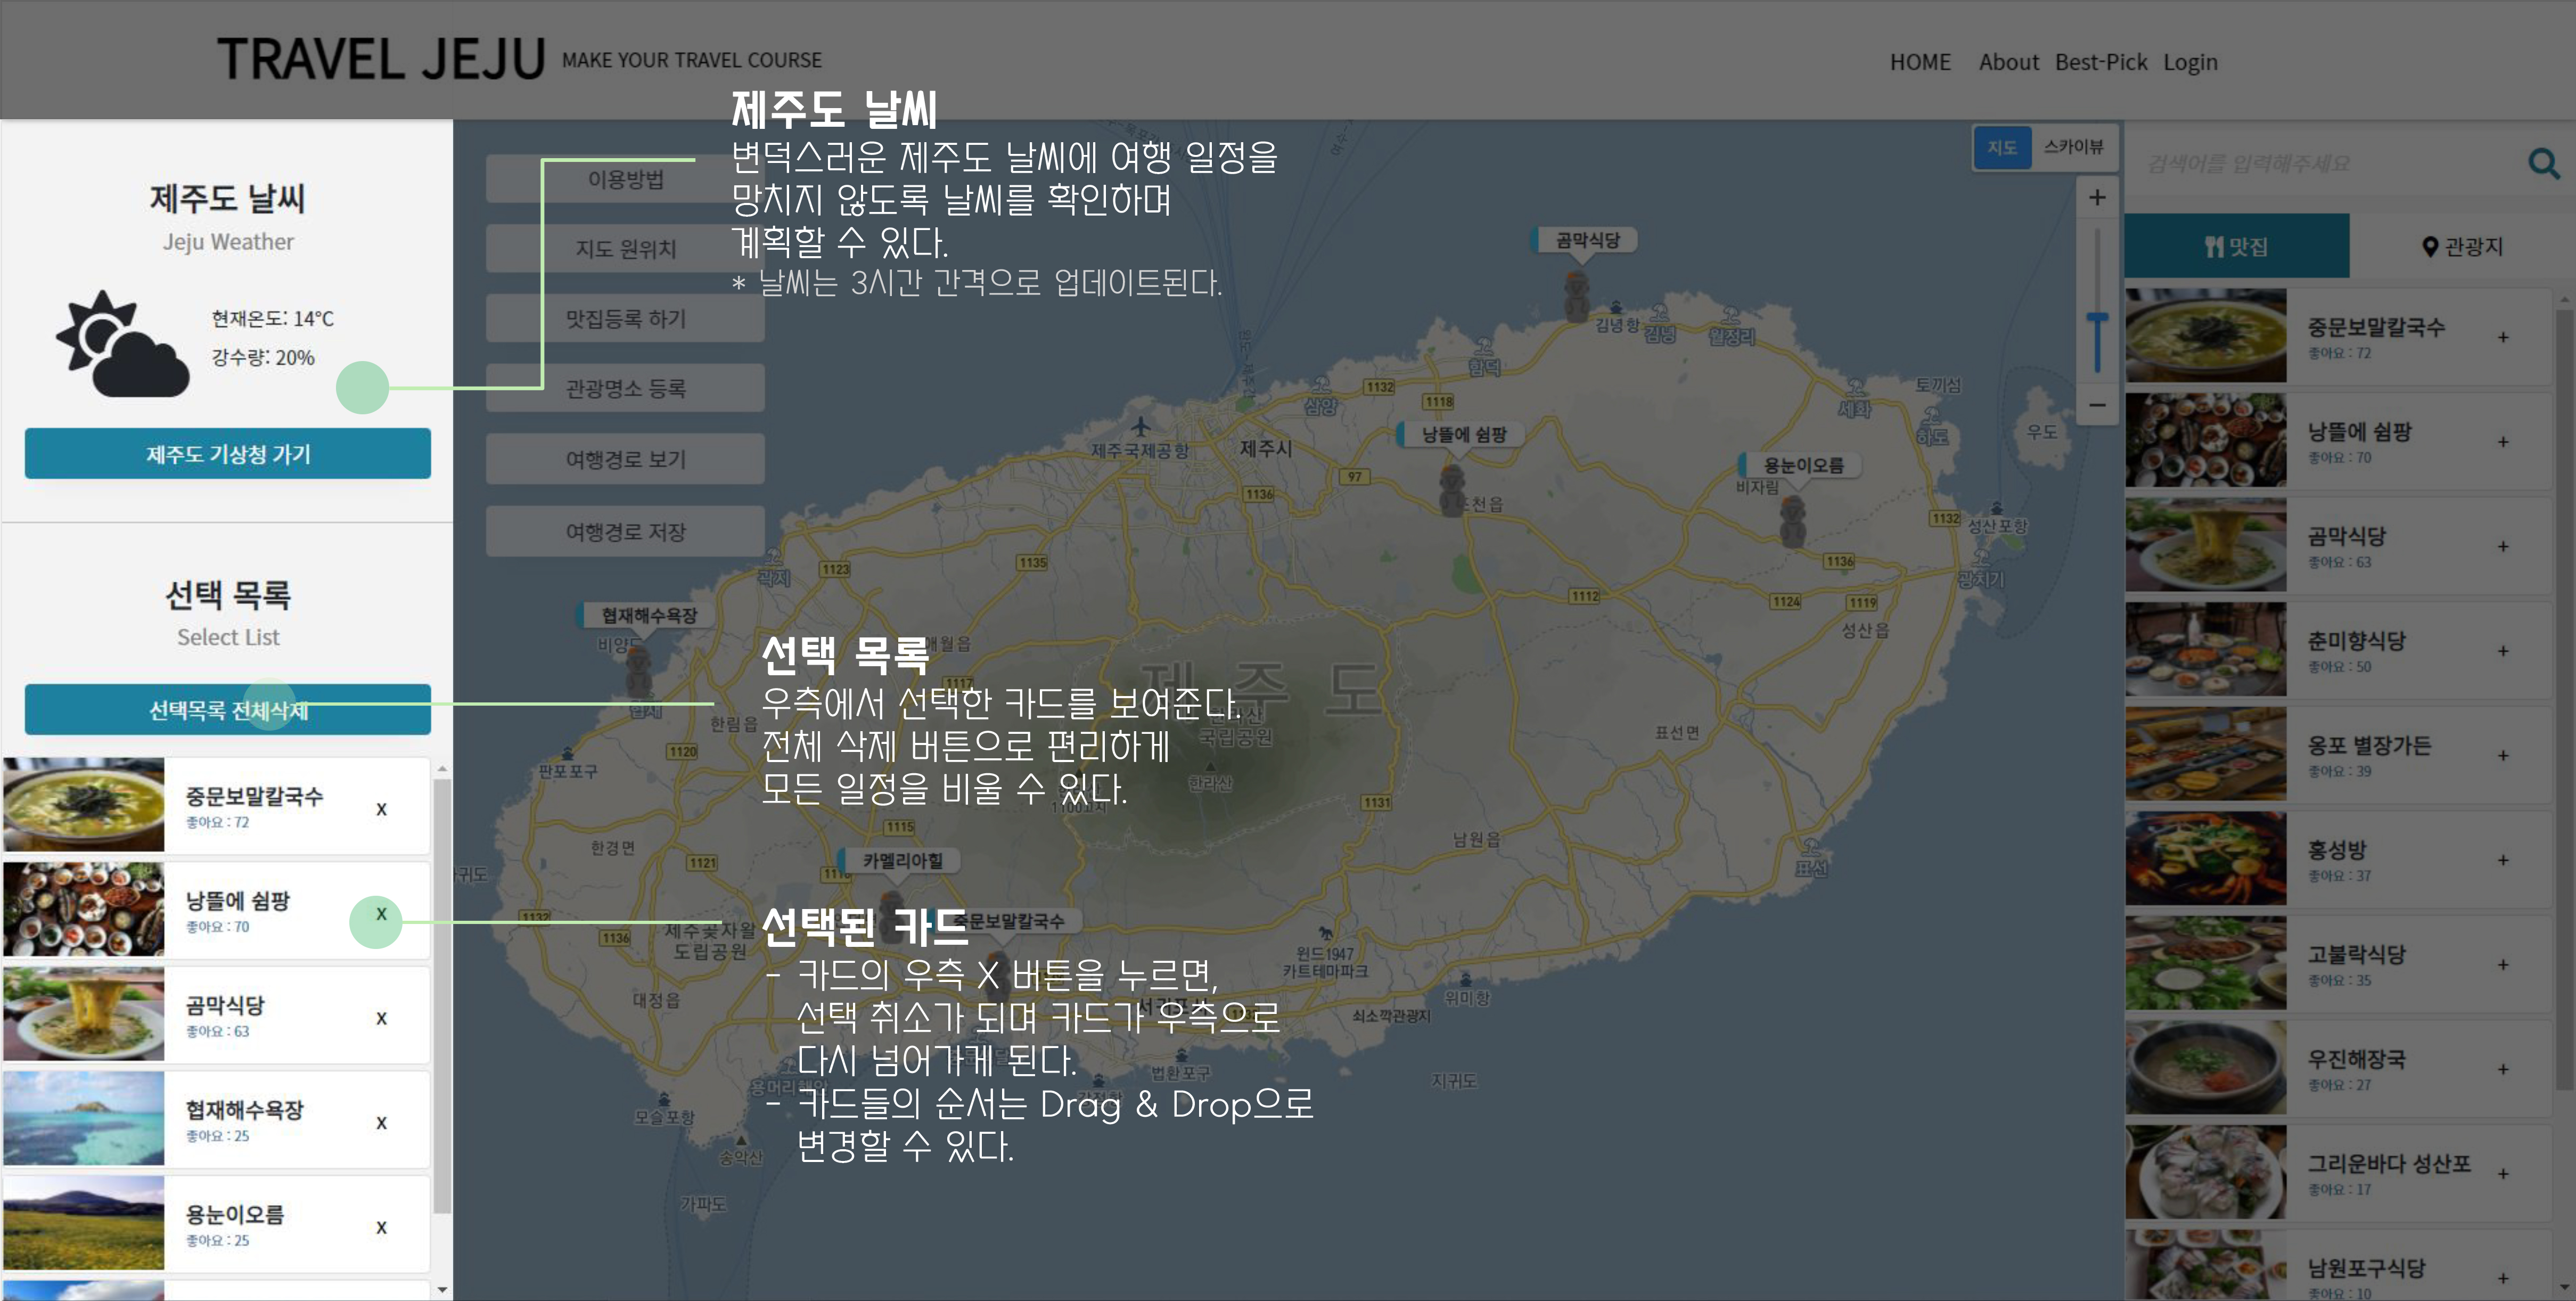 TRAVEL JEJU MAKE YOUR TRAVEL COURSE
HOME About Best-Pick Login
제주도 날씨
Jeju Weather
현재온도: 14°C
강수량: 20%
제주도 기상청 가기
선택 목록
Select List
선택목록 전체삭제
중문보말칼국수
좋아요 : 72
X
낭뜰에 쉼팡
좋아요 : 70
X
곰막식당
좋아요 : 63
X
협재해수욕장
좋아요 : 25
X
용눈이오름
좋아요 : 25
X
이용방법
지도 원위치
맛집등록 하기
관광명소 등록
여행경로 보기
여행경로 저장
제주도 날씨
변덕스러운 제주도 날씨에 여행 일정을
망치지 않도록 날씨를 확인하며
계획할 수 있다.
* 날씨는 3시간 간격으로 업데이트된다.
선택 목록
우측에서 선택한 카드를 보여준다.
전체 삭제 버튼으로 편리하게
모든 일정을 비울 수 있다.
선택된 카드
- 카드의 우측 X 버튼을 누르면,
선택 취소가 되며 카드가 우측으로
다시 넘어가게 된다.
- 카드들의 순서는 Drag & Drop으로
변경할 수 있다.
지도 스카이뷰
+
−
곰막식당
김녕항 김녕 월정리
함덕
토끼섬
세화
하도
우도
1132
1118
삼양
제주국제공항
제주시
낭뜰에 쉼팡
용눈이오름
비자림
97
1136
1132
성산포항
1135
1123
곽지
1136
광치기
1112
1124
1119
성산읍
협재해수욕장
애월읍
1117
제 주 도
한림읍
국립공원
한라산
표선면
1120
판포포구
1131
1115
한경면
1121
남원읍
표선
카멜리아힐
중문보말칼국수
1132
1136
도립공원
윈드1947
카트테마파크
대정읍
위미항
쇠소깍관광지
법환포구
지귀도
모슬포항
송악산
가파도
검색어를 입력해주세요
맛집
관광지
중문보말칼국수
좋아요 : 72
+
낭뜰에 쉼팡
좋아요 : 70
+
곰막식당
좋아요 : 63
+
춘미향식당
좋아요 : 50
+
옹포 별장가든
좋아요 : 39
+
홍성방
좋아요 : 37
+
고불락식당
좋아요 : 35
+
우진해장국
좋아요 : 27
+
그리운바다 성산포
좋아요 : 17
+
남원포구식당
좋아요 : 10
+